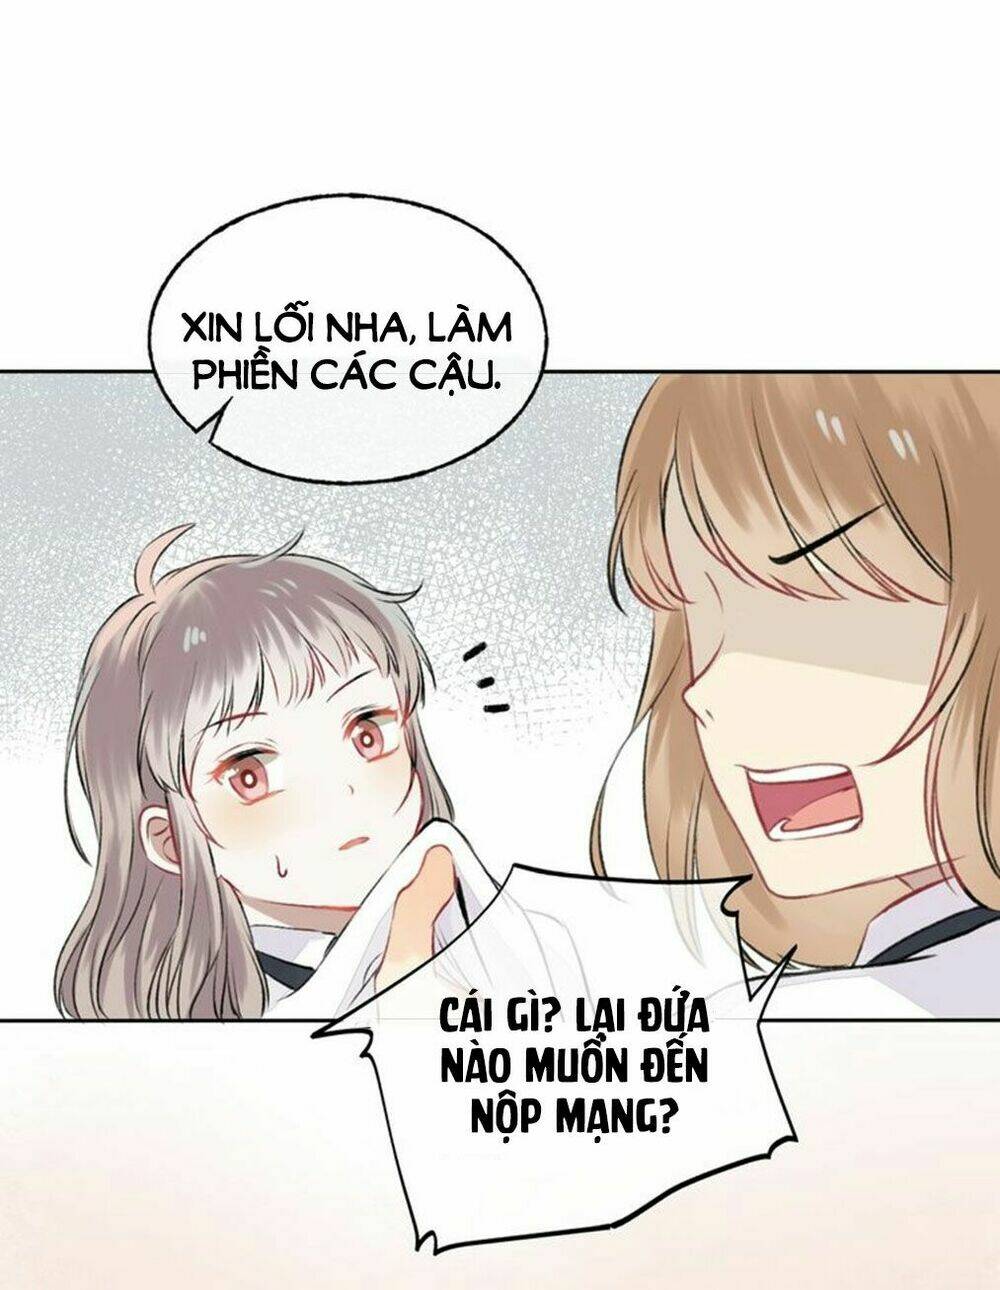 XIN LỖI NHA, LÀM
PHIỀN CÁC CẬU.
CÁI GÌ? LẠI ĐỨA
NÀO MUỐN ĐẾN
NỘP MẠNG?